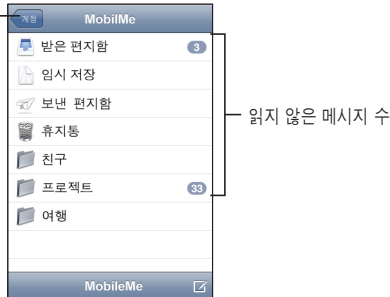 계정
MobilMe
받은 편지함 3
임시 저장
보낸 편지함
휴지통
친구
프로젝트 33
여행
MobileMe
읽지 않은 메시지 수